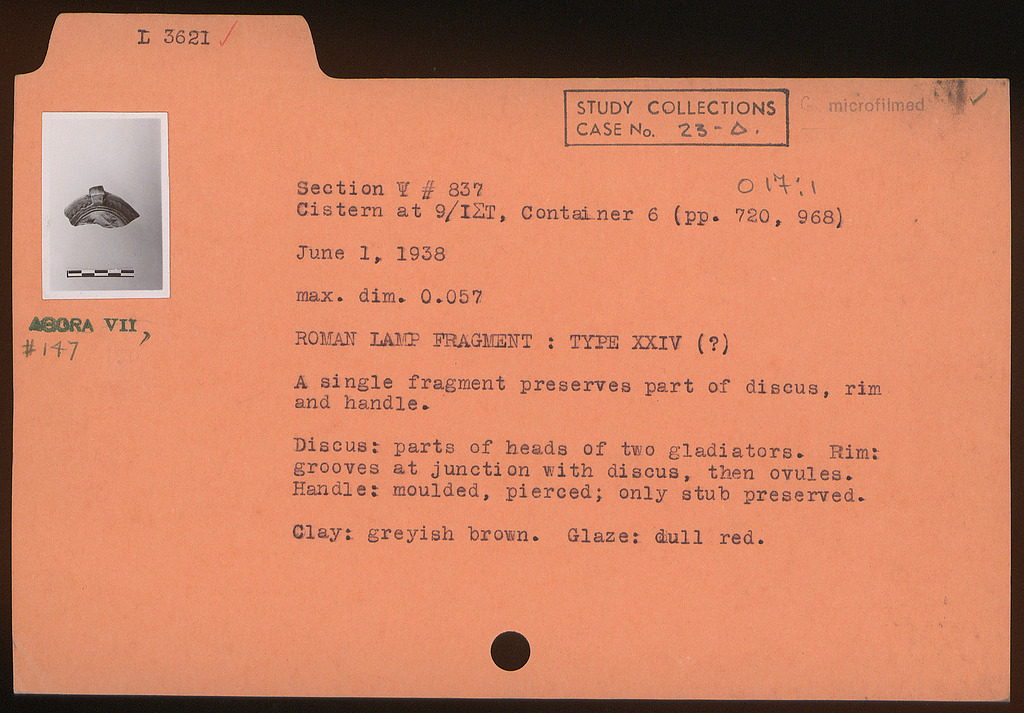 L 3621 ✓
STUDY COLLECTIONS
CASE No. 23-Δ.
microfilmed
Section Ψ # 837
O 17:1
Cistern at 9/ΙΣΤ, Container 6 (pp. 720, 968)
June 1, 1938
max. dim. 0.057
AGORA VII,
#147
ROMAN LAMP FRAGMENT : TYPE XXIV (?)
A single fragment preserves part of discus, rim
and handle.
Discus: parts of heads of two gladiators. Rim:
grooves at junction with discus, then ovules.
Handle: moulded, pierced; only stub preserved.
Clay: greyish brown. Glaze: dull red.